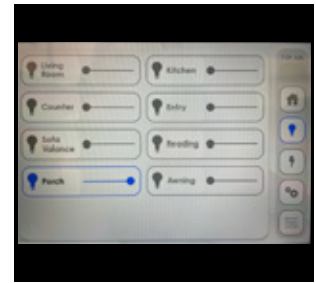 Living
Room
Kitchen
Counter
Entry
Sofa
Valance
Reading
Porch
Awning